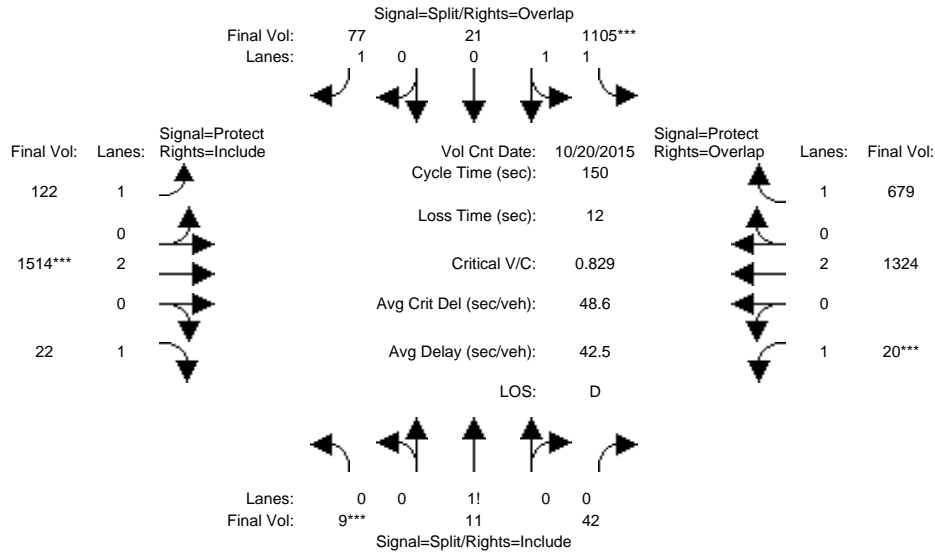 Signal=Split/Rights=Overlap
Final Vol: 77 21 1105***
Lanes: 1 0 0 1 1
Signal=Protect
Final Vol: Lanes: Rights=Include
Vol Cnt Date: 10/20/2015
Signal=Protect
Rights=Overlap Lanes: Final Vol:
Cycle Time (sec): 150
122 1
1 679
Loss Time (sec): 12
0
0
1514*** 2
Critical V/C: 0.829
2 1324
0
Avg Crit Del (sec/veh): 48.6
0
22 1
Avg Delay (sec/veh): 42.5
1 20***
LOS: D
Lanes: 0 0 1! 0 0
Final Vol: 9*** 11 42
Signal=Split/Rights=Include